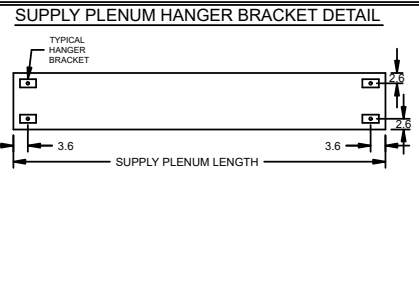 SUPPLY PLENUM HANGER BRACKET DETAIL
TYPICAL
HANGER
BRACKET
2.6
2.6
3.6
3.6
SUPPLY PLENUM LENGTH